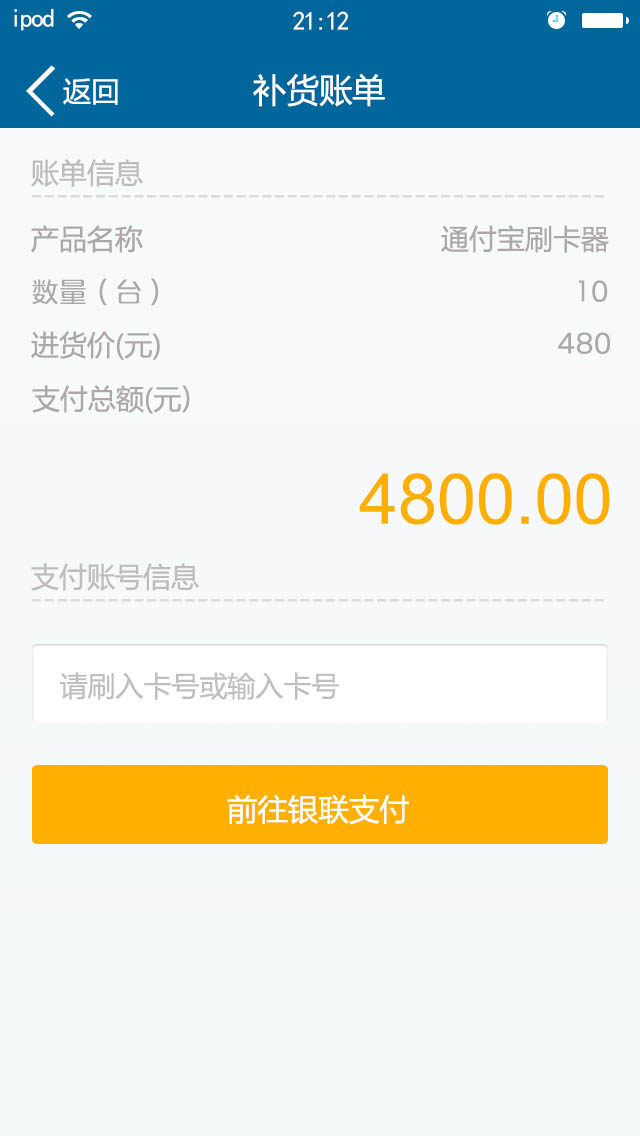 ipod 21:12
返回 补货账单
账单信息
产品名称 通付宝刷卡器
数量（台） 10
进货价(元) 480
支付总额(元)
4800.00
支付账号信息
请刷入卡号或输入卡号
前往银联支付